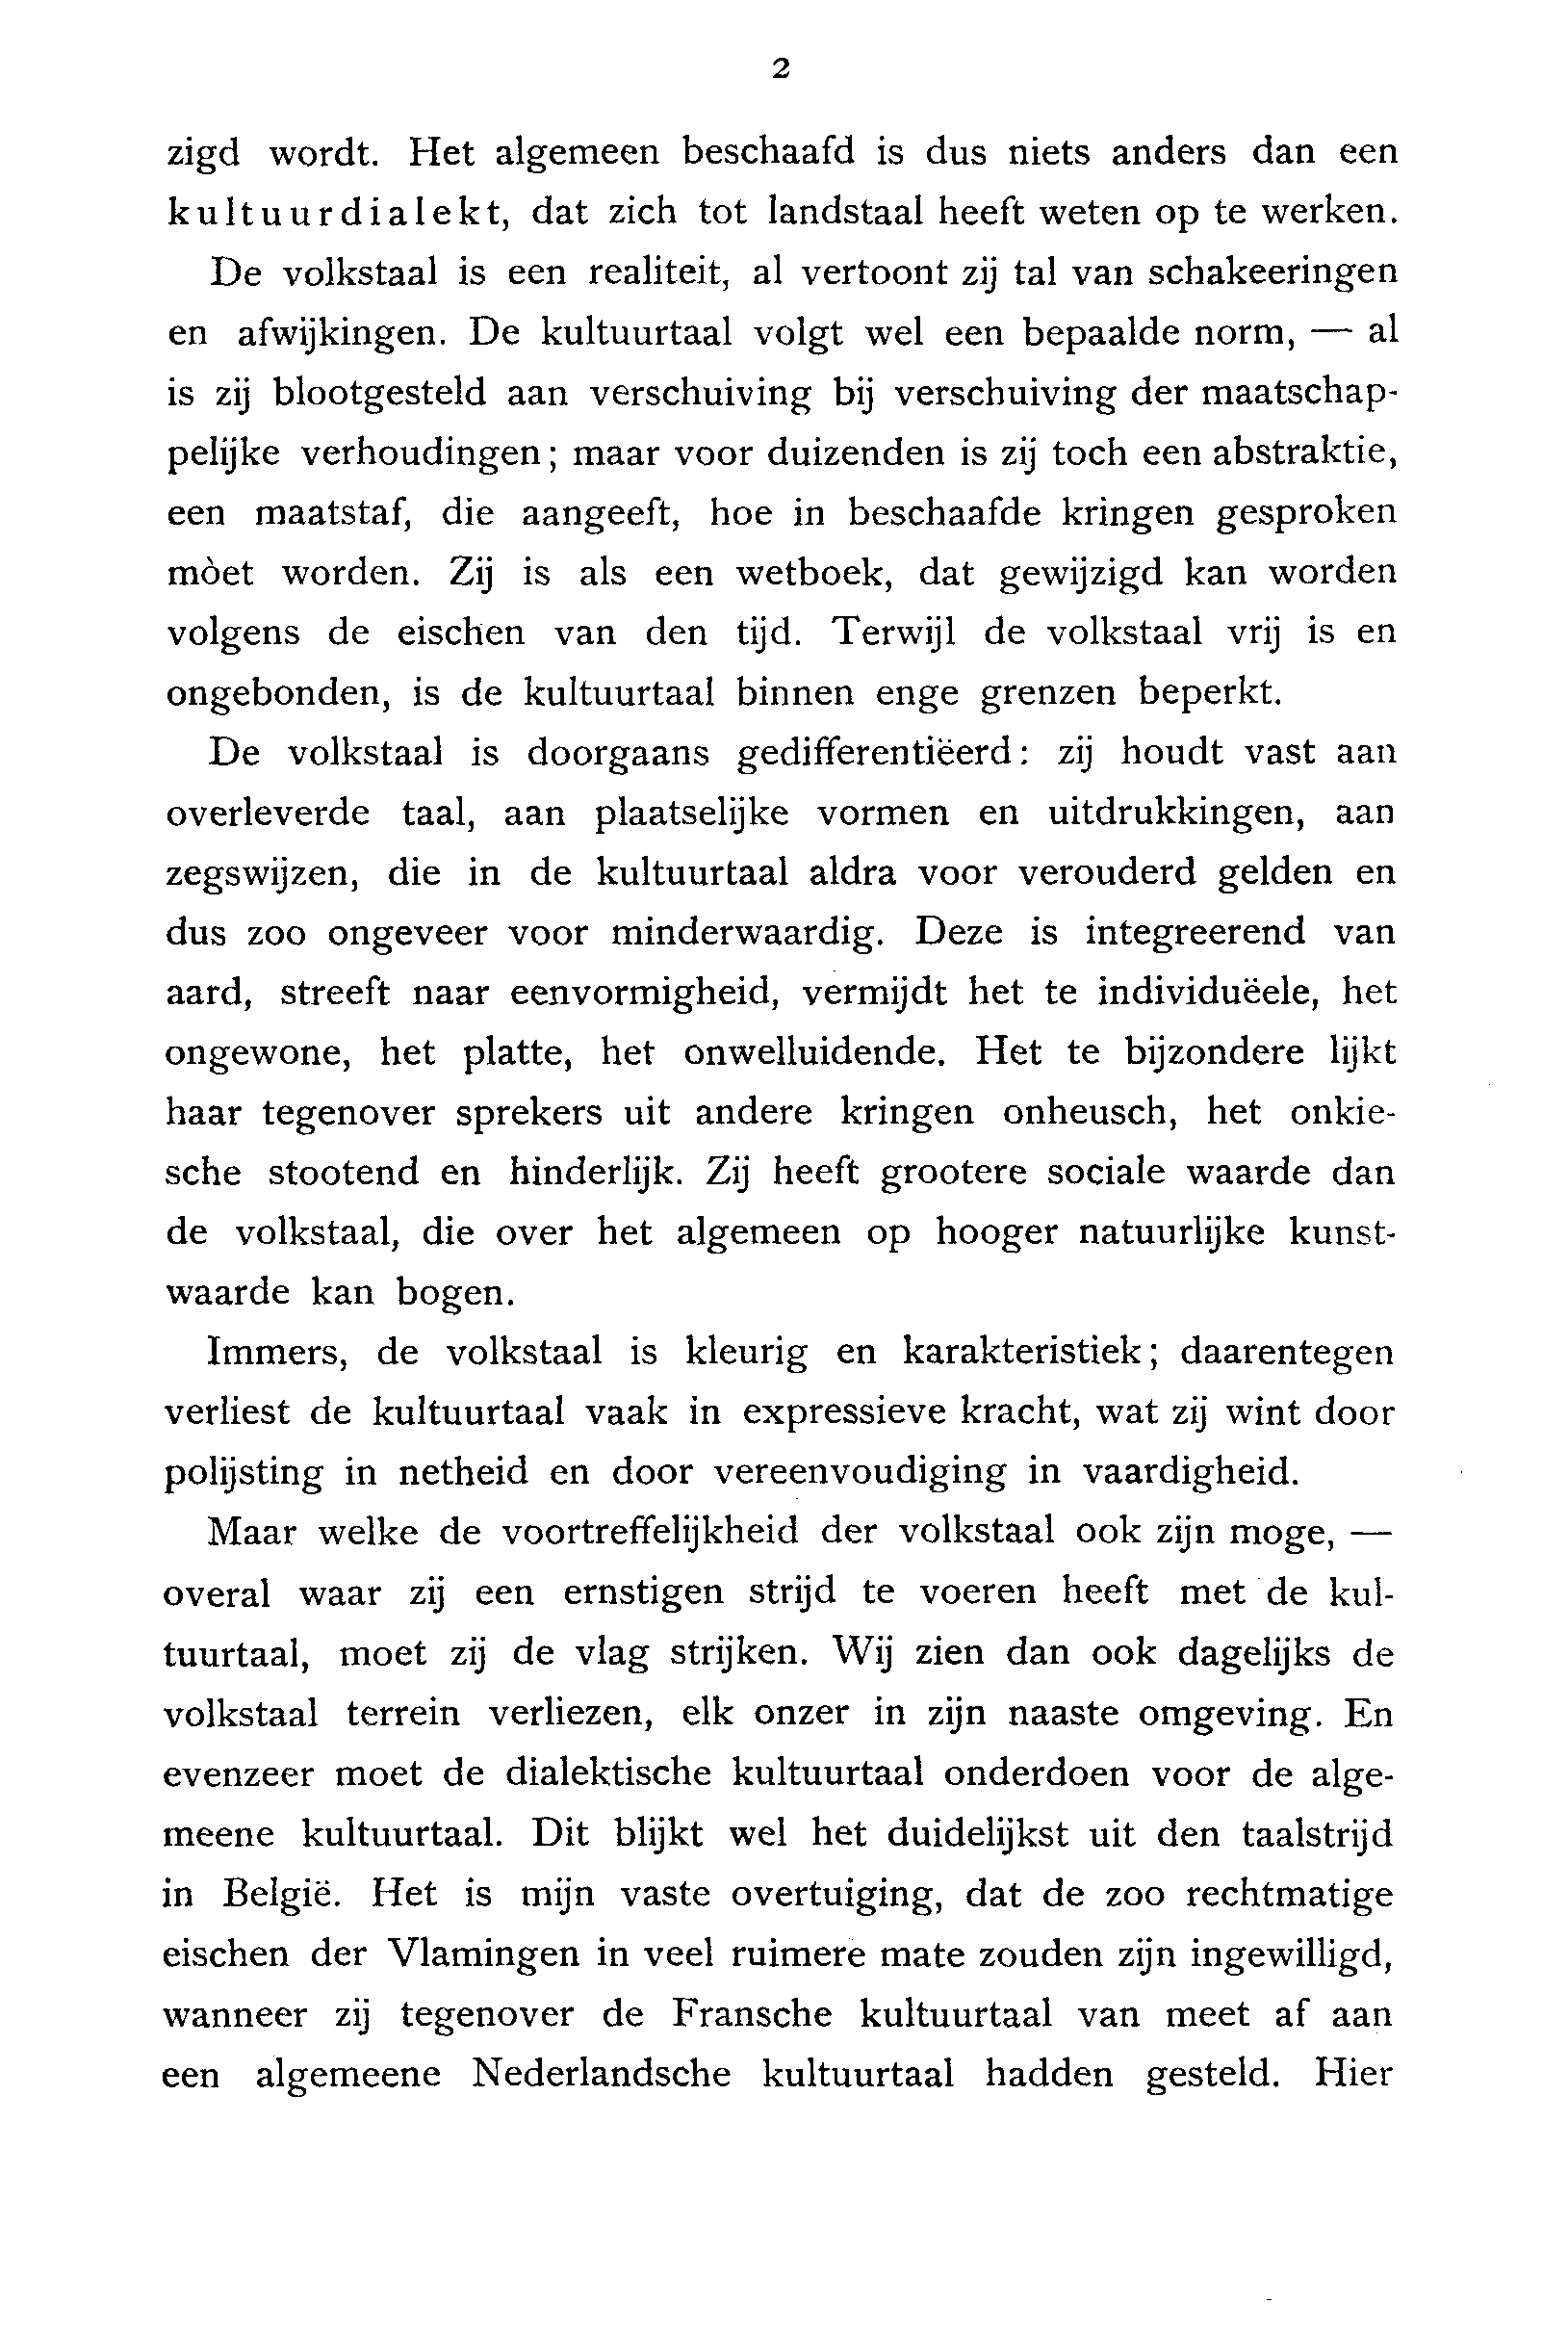 2
zigd wordt. Het algemeen beschaafd is dus niets anders dan een
kultuurdialekt, dat zich tot landstaal heeft weten op te werken.
De volkstaal is een realiteit, al vertoont zij tal van schakeeringen
en afwijkingen. De kultuurtaal volgt wel een bepaalde norm, — al
is zij blootgesteld aan verschuiving bij verschuiving der maatschap-
pelijke verhoudingen; maar voor duizenden is zij toch een abstraktie,
een maatstaf, die aangeeft, hoe in beschaafde kringen gesproken
mòet worden. Zij is als een wetboek, dat gewijzigd kan worden
volgens de eischen van den tijd. Terwijl de volkstaal vrij is en
ongebonden, is de kultuurtaal binnen enge grenzen beperkt.
De volkstaal is doorgaans gedifferentiëerd: zij houdt vast aan
overleverde taal, aan plaatselijke vormen en uitdrukkingen, aan
zegswijzen, die in de kultuurtaal aldra voor verouderd gelden en
dus zoo ongeveer voor minderwaardig. Deze is integreerend van
aard, streeft naar eenvormigheid, vermijdt het te individuëele, het
ongewone, het platte, het onwelluidende. Het te bijzondere lijkt
haar tegenover sprekers uit andere kringen onheusch, het onkie-
sche stootend en hinderlijk. Zij heeft grootere sociale waarde dan
de volkstaal, die over het algemeen op hooger natuurlijke kunst-
waarde kan bogen.
Immers, de volkstaal is kleurig en karakteristiek; daarentegen
verliest de kultuurtaal vaak in expressieve kracht, wat zij wint door
polijsting in netheid en door vereenvoudiging in vaardigheid.
Maar welke de voortreffelijkheid der volkstaal ook zijn moge, —
overal waar zij een ernstigen strijd te voeren heeft met de kul-
tuurtaal, moet zij de vlag strijken. Wij zien dan ook dagelijks de
volkstaal terrein verliezen, elk onzer in zijn naaste omgeving. En
evenzeer moet de dialektische kultuurtaal onderdoen voor de alge-
meene kultuurtaal. Dit blijkt wel het duidelijkst uit den taalstrijd
in België. Het is mijn vaste overtuiging, dat de zoo rechtmatige
eischen der Vlamingen in veel ruimere mate zouden zijn ingewilligd,
wanneer zij tegenover de Fransche kultuurtaal van meet af aan
een algemeene Nederlandsche kultuurtaal hadden gesteld. Hier